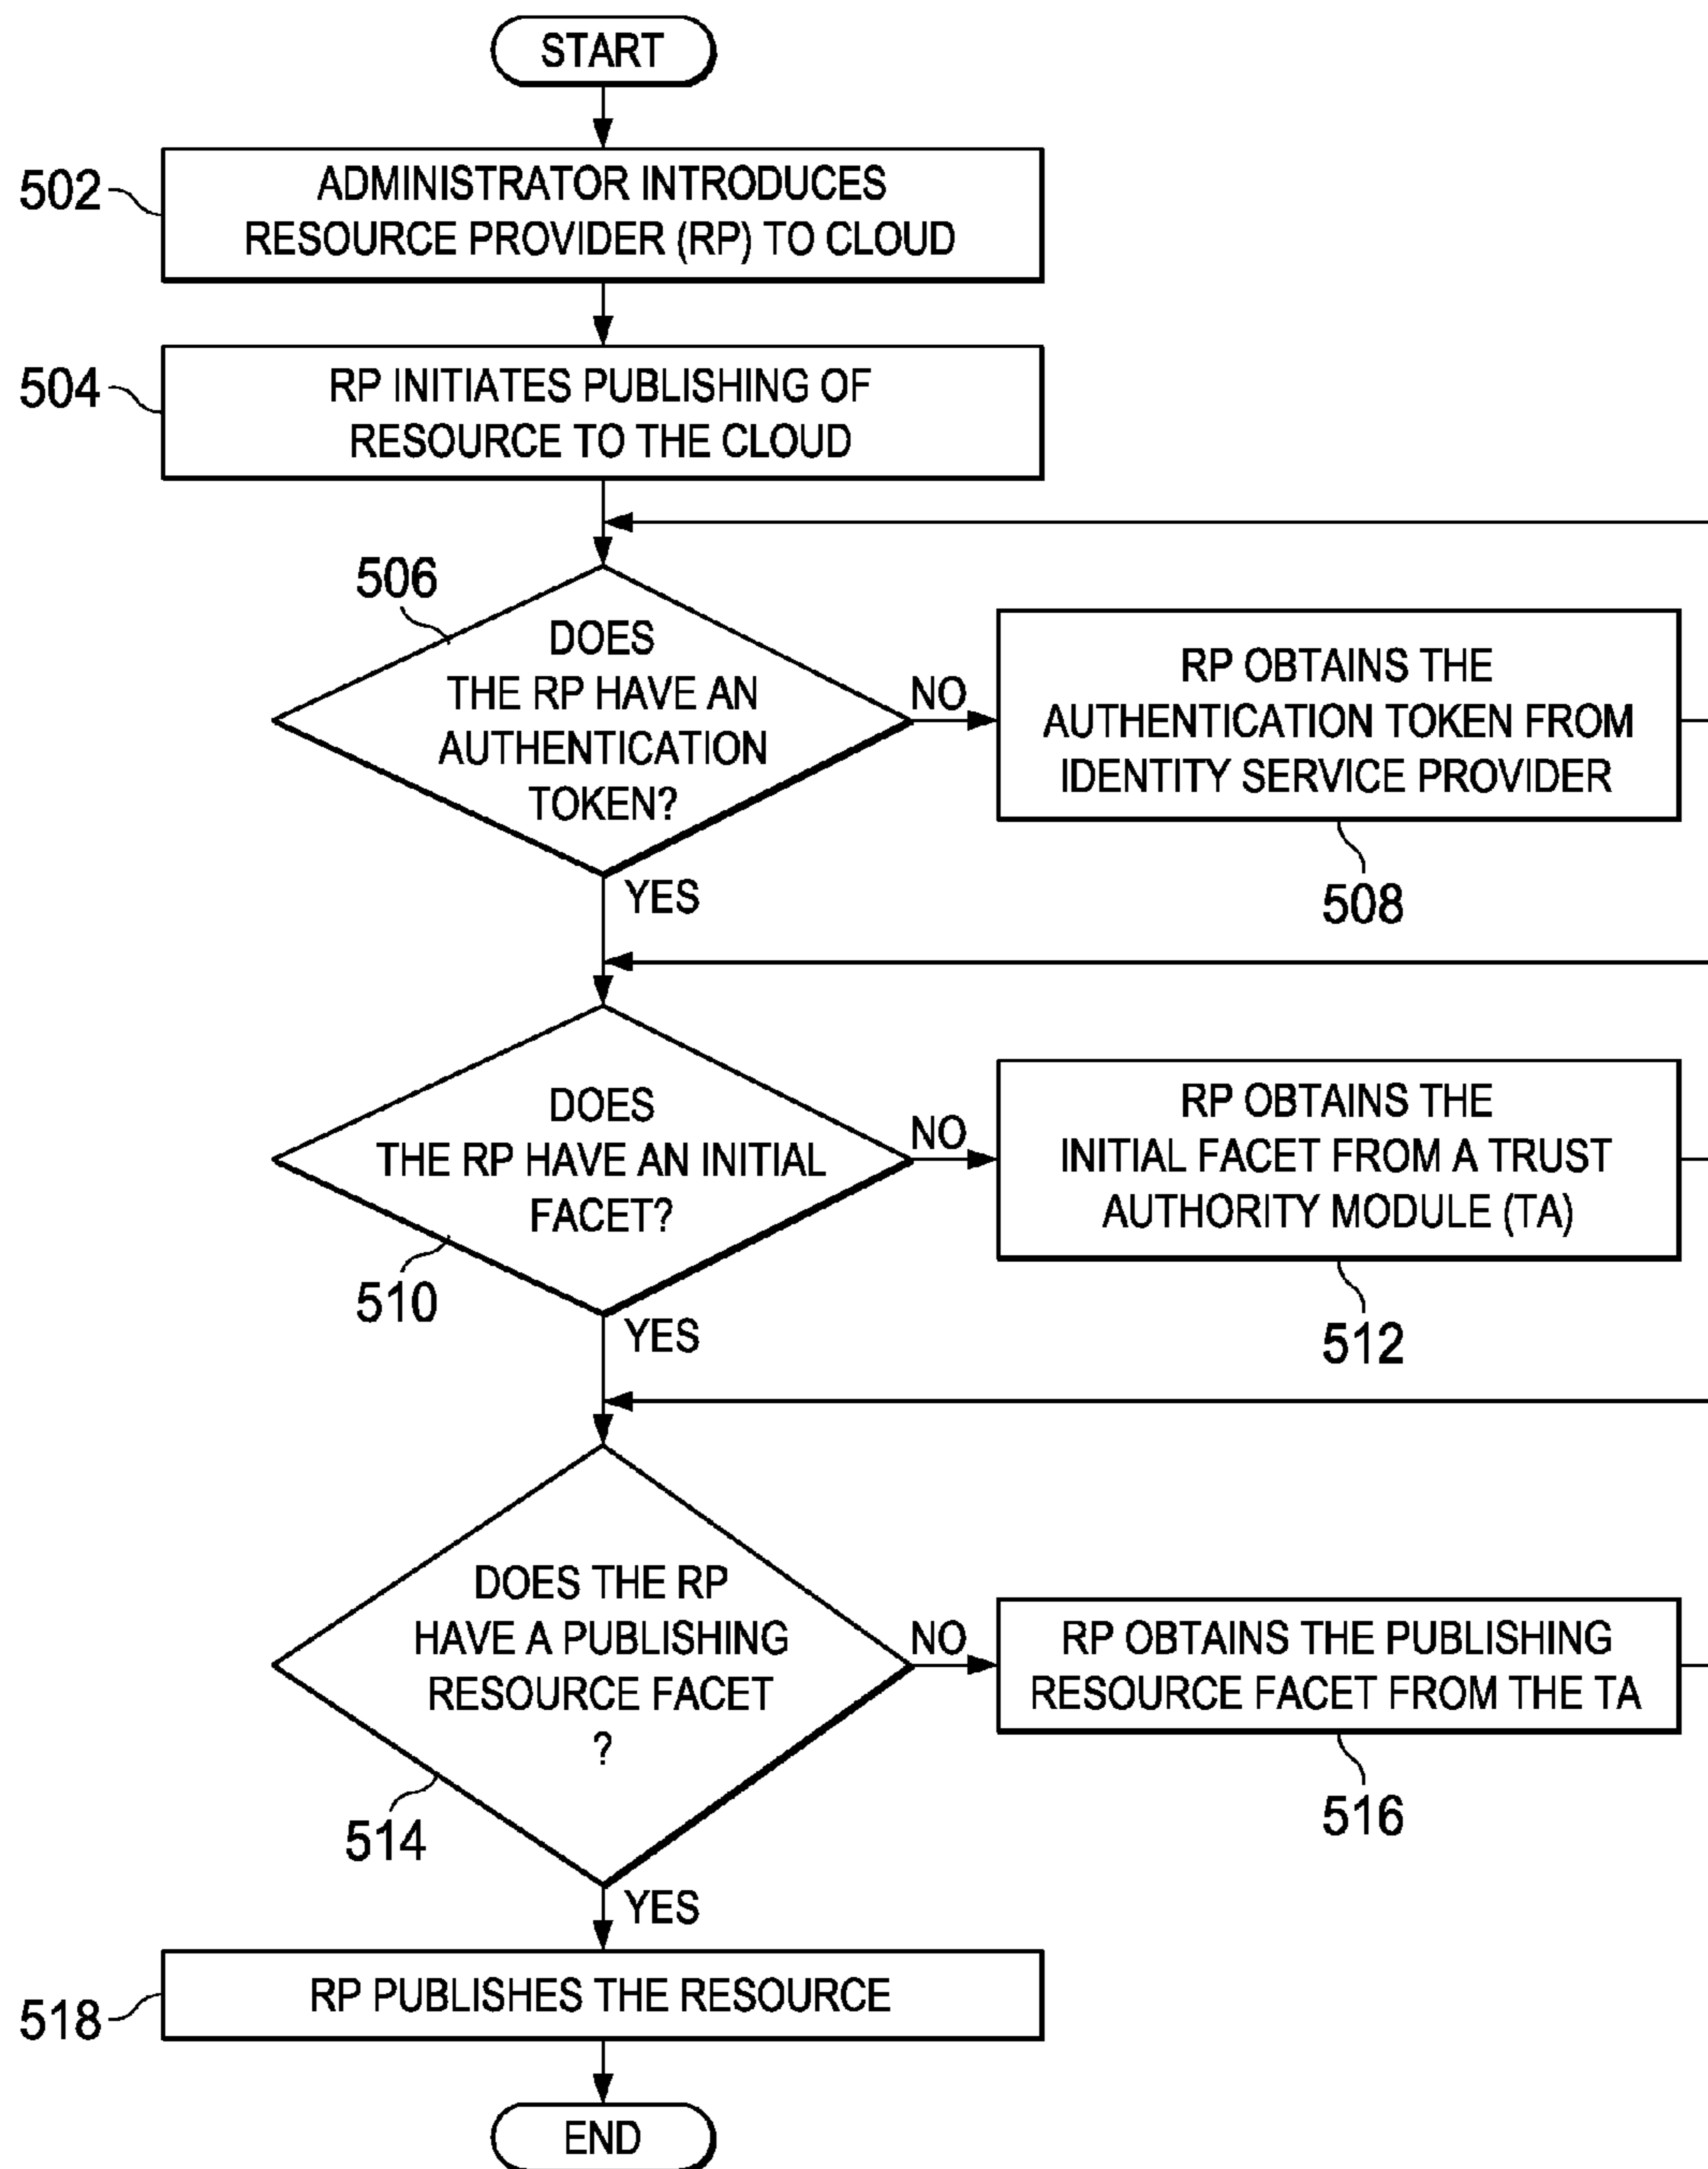 START
502
ADMINISTRATOR INTRODUCES
RESOURCE PROVIDER (RP) TO CLOUD
504
RP INITIATES PUBLISHING OF
RESOURCE TO THE CLOUD
506
DOES
THE RP HAVE AN
AUTHENTICATION
TOKEN?
NO
RP OBTAINS THE
AUTHENTICATION TOKEN FROM
IDENTITY SERVICE PROVIDER
508
YES
DOES
THE RP HAVE AN INITIAL
FACET?
510
NO
RP OBTAINS THE
INITIAL FACET FROM A TRUST
AUTHORITY MODULE (TA)
512
YES
DOES THE RP
HAVE A PUBLISHING
RESOURCE FACET
?
514
NO
RP OBTAINS THE PUBLISHING
RESOURCE FACET FROM THE TA
516
YES
518
RP PUBLISHES THE RESOURCE
END